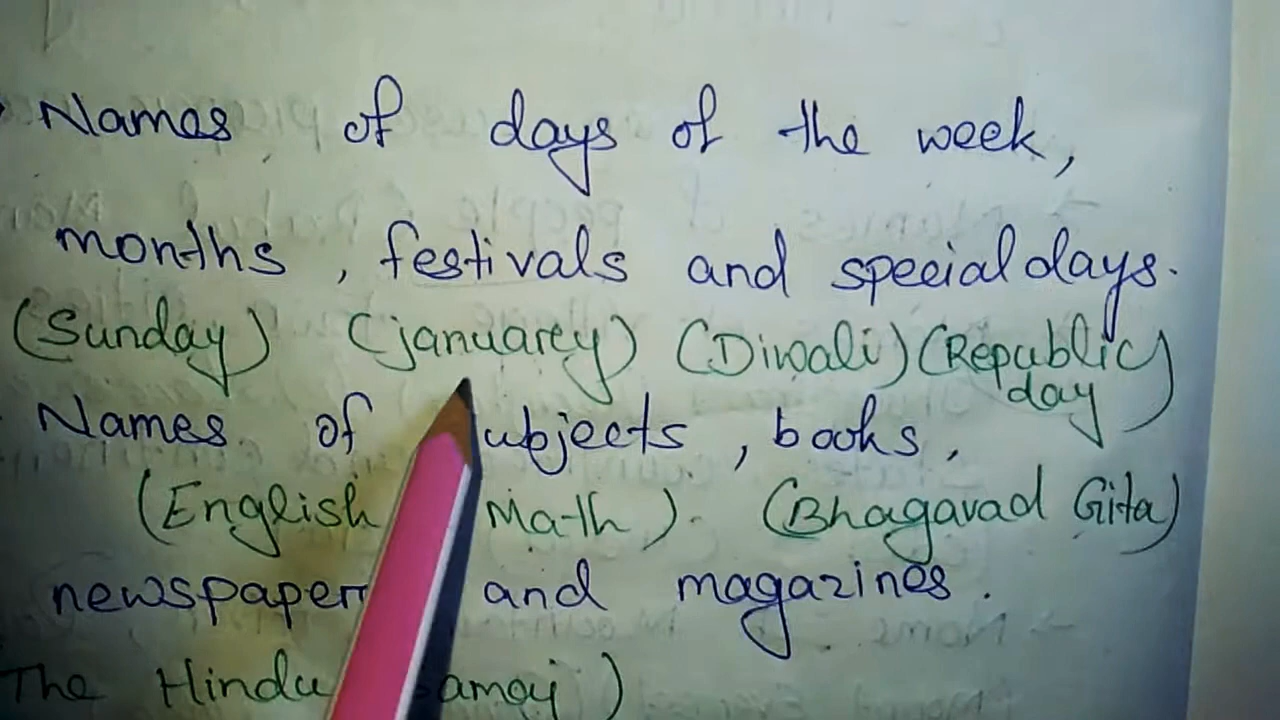 Names of days of the week,
months, festivals and special days.
(Sunday) (januarey) (Diwali) (Republic day)
Names of ubjects, books,
(English Math). (Bhagavad Gita)
newspaper and magazines.
The Hindu